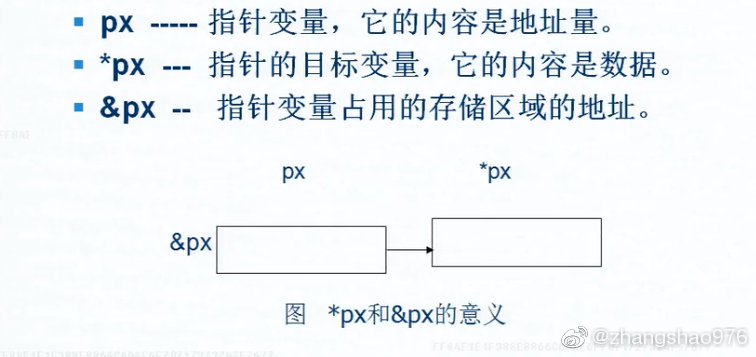 ▪ px ----- 指针变量，它的内容是地址量。
▪ *px --- 指针的目标变量，它的内容是数据。
▪ &px -- 指针变量占用的存储区域的地址。
px *px
&px
图 *px和&px的意义
@zhangshao976